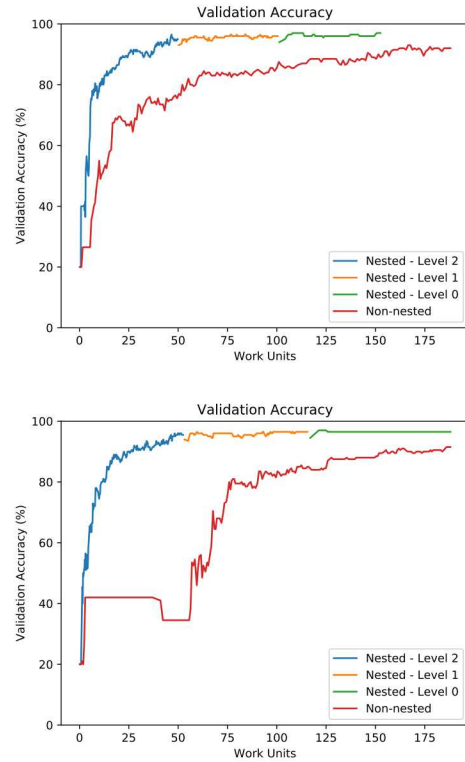 Validation Accuracy
100
80
60
40
20
0
Validation Accuracy (%)
Nested - Level 2
Nested - Level 1
Nested - Level 0
Non-nested
0 25 50 75 100 125 150 175
Work Units
Validation Accuracy
100
80
60
40
20
0
Validation Accuracy (%)
Nested - Level 2
Nested - Level 1
Nested - Level 0
Non-nested
0 25 50 75 100 125 150 175
Work Units